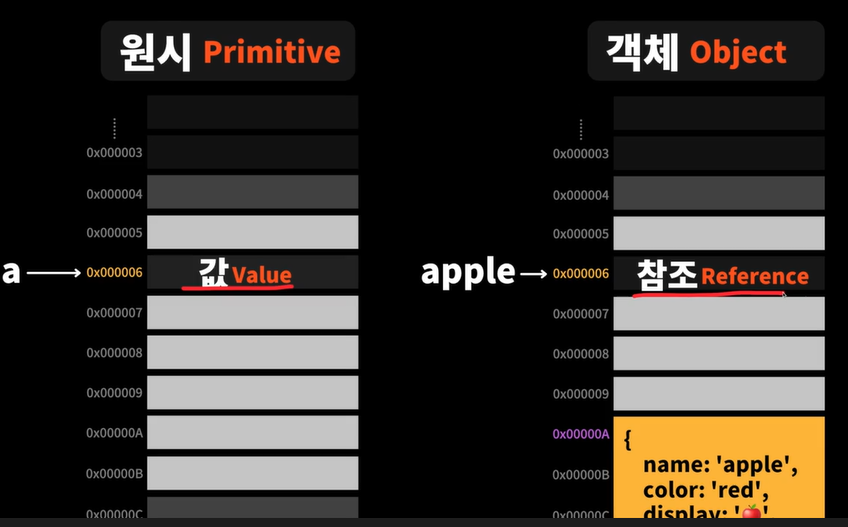 원시 Primitive
0x000003
0x000004
0x000005
a
0x000006
값 Value
0x000007
0x000008
0x000009
0x00000A
0x00000B
0x00000C
객체 Object
0x000003
0x000004
0x000005
apple
0x000006
참조 Reference
0x000007
0x000008
0x000009
0x00000A
{
0x00000B
name: 'apple',
color: 'red',
0x00000C
display: '🍎'